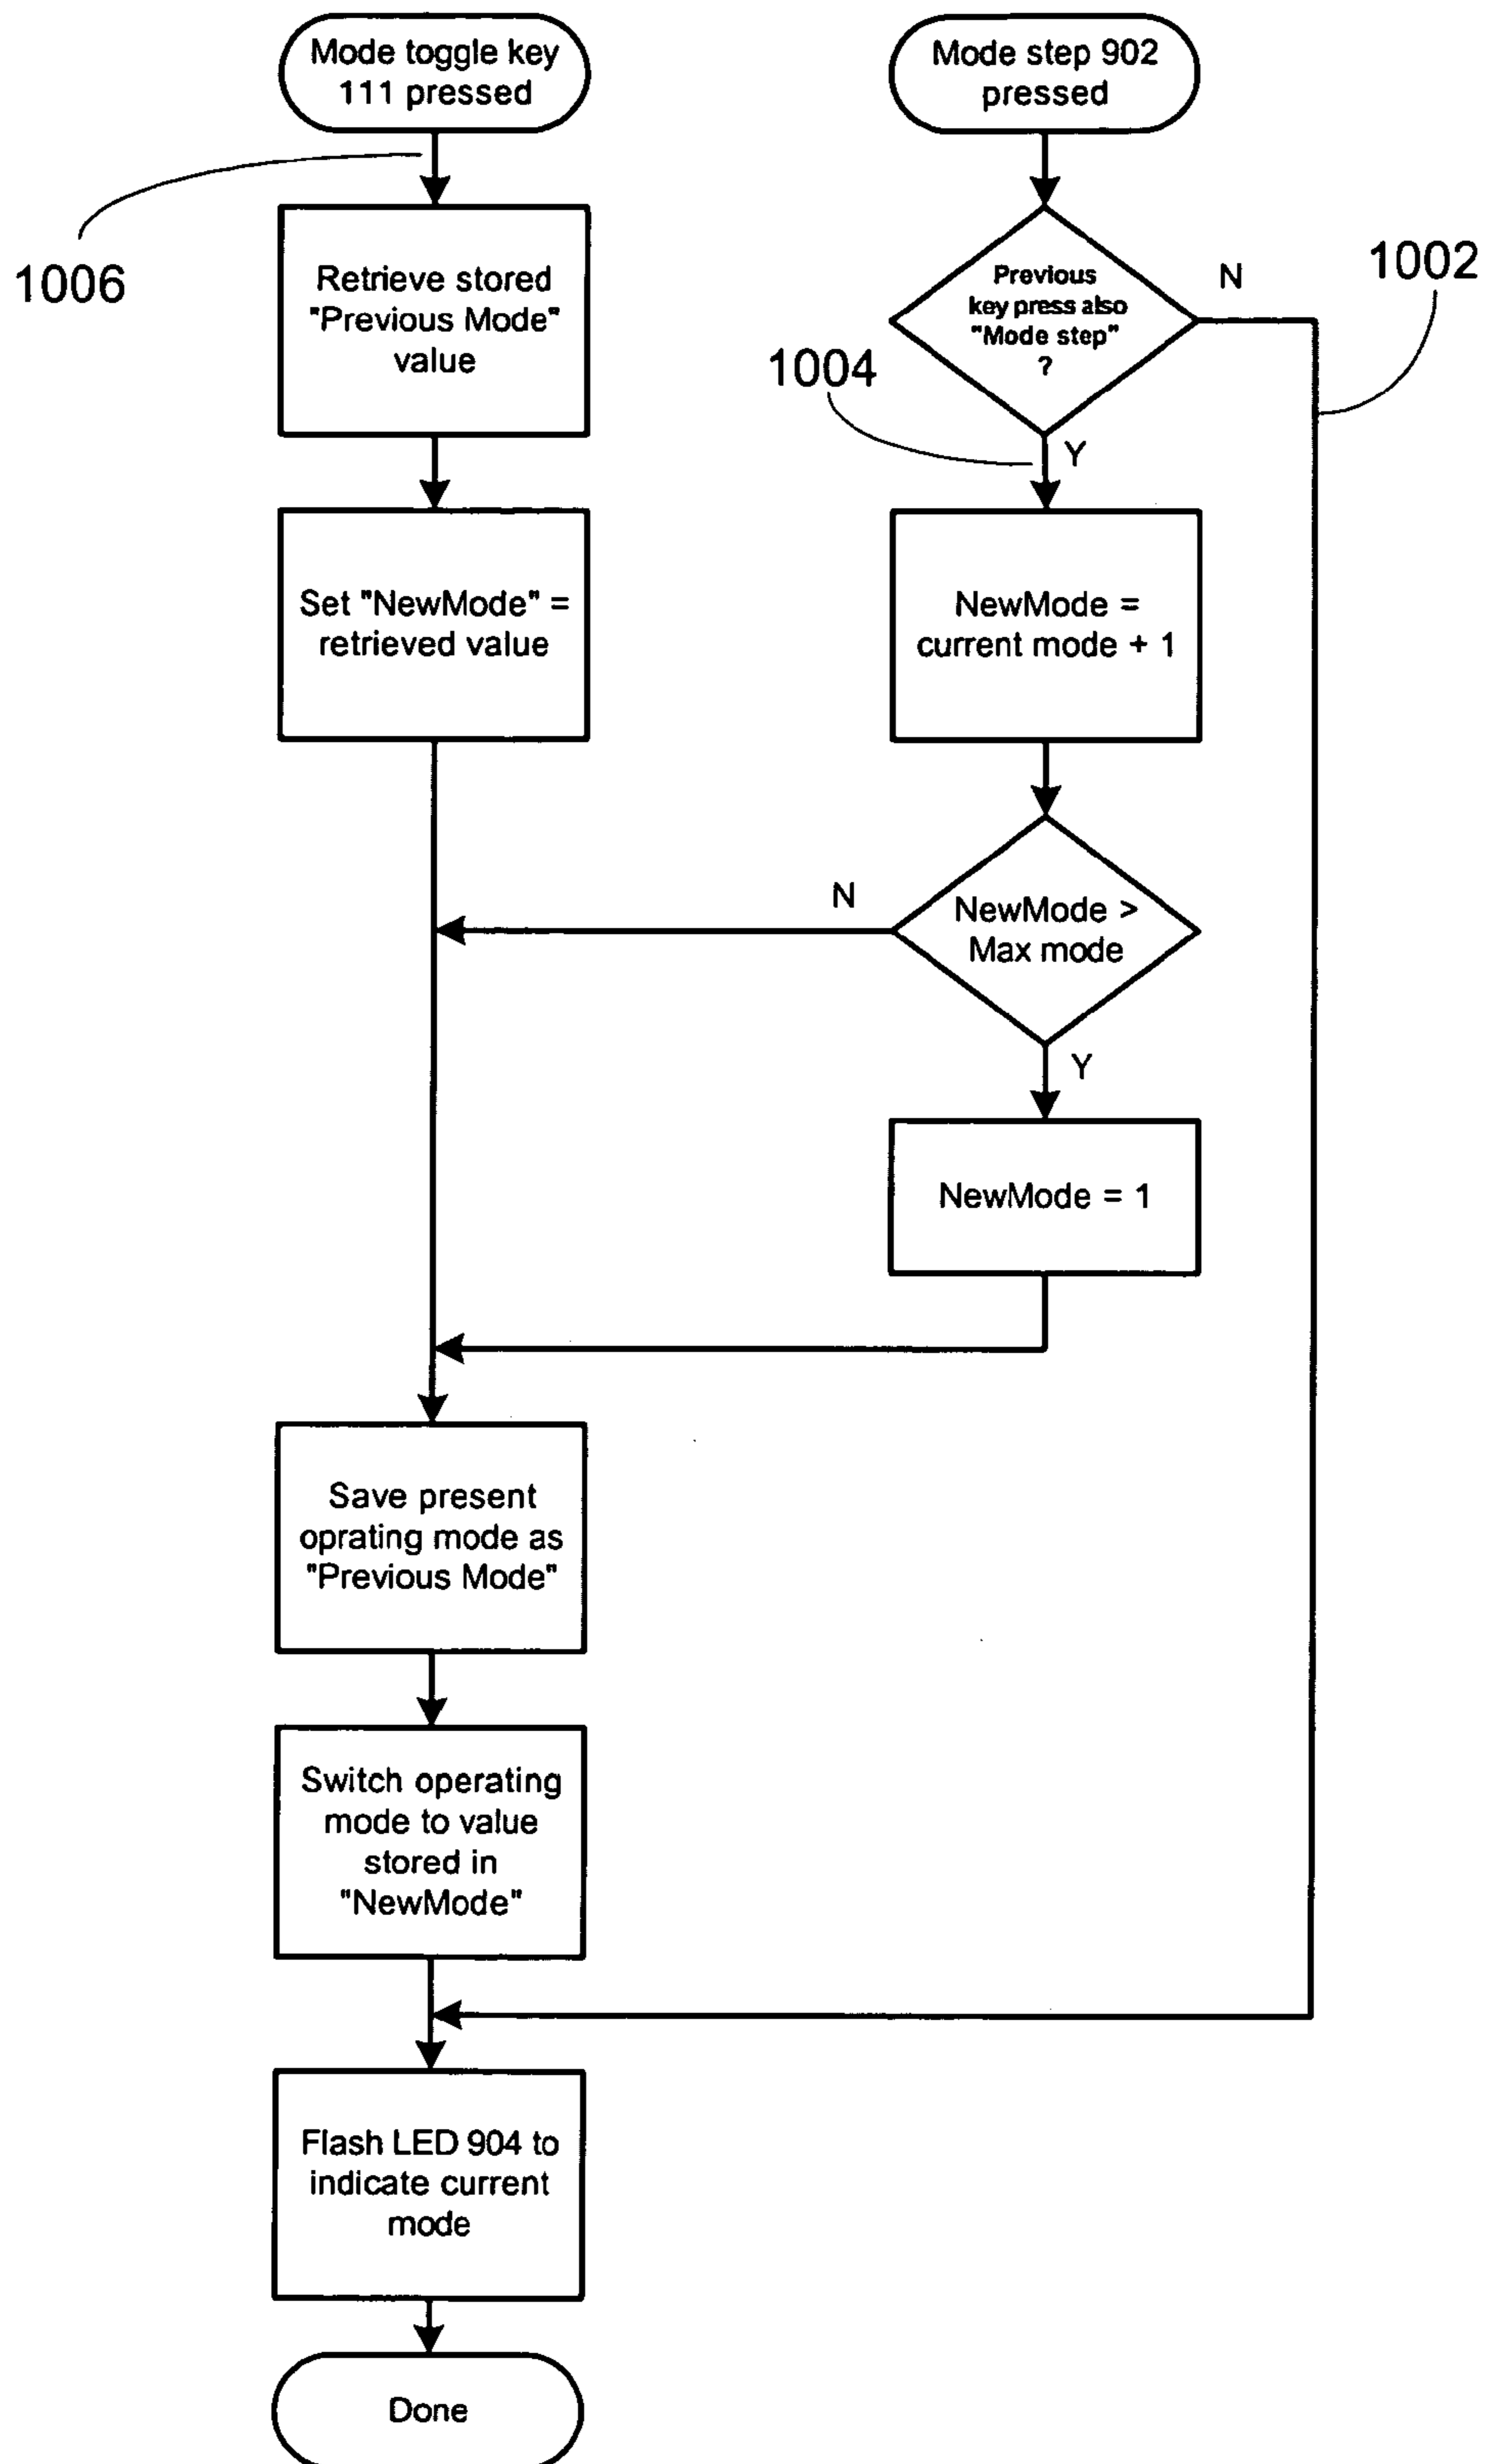 Mode toggle key
111 pressed
Mode step 902
pressed
1006
Retrieve stored
"Previous Mode"
value
Previous
key press also
"Mode step"
?
N
1002
1004
Y
Set "NewMode" =
retrieved value
NewMode =
current mode + 1
N
NewMode >
Max mode
Y
NewMode = 1
Save present
oprating mode as
"Previous Mode"
Switch operating
mode to value
stored in
"NewMode"
Flash LED 904 to
indicate current
mode
Done